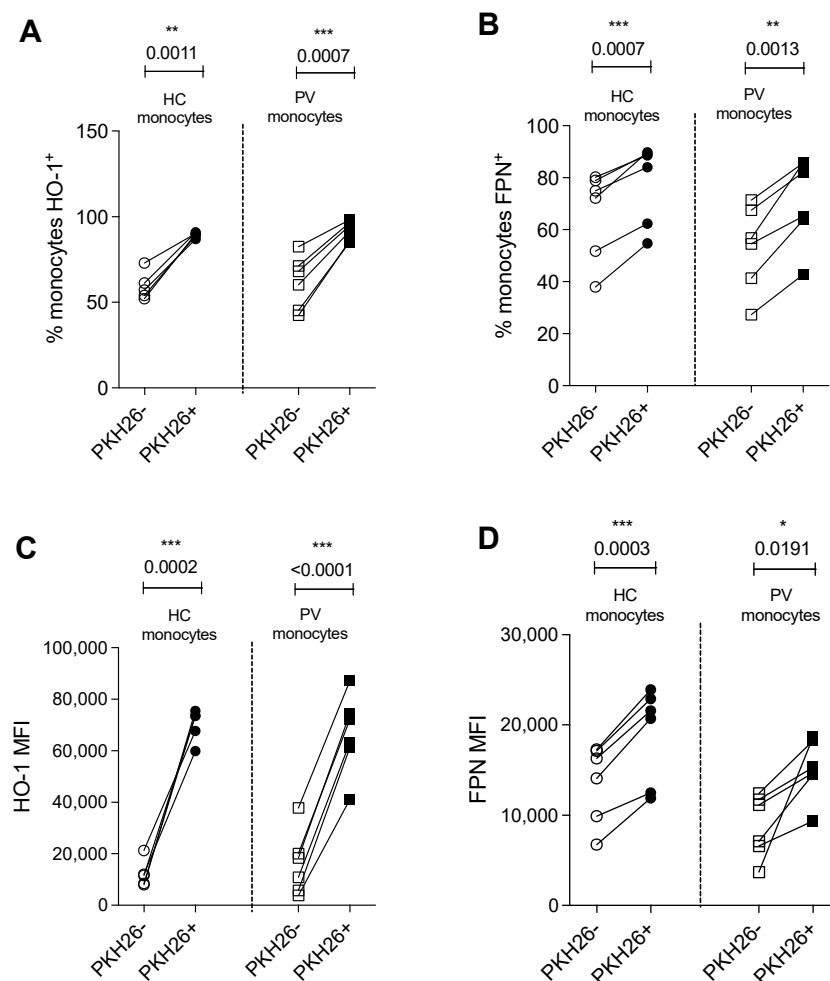 A
**
0.0011
***
0.0007
HC
monocytes
PV
monocytes
% monocytes HO-1+
150
100
50
0
PKH26-
PKH26+
PKH26-
PKH26+
B
***
0.0007
**
0.0013
HC
monocytes
PV
monocytes
% monocytes FPN+
100
80
60
40
20
0
PKH26-
PKH26+
PKH26-
PKH26+
C
***
0.0002
***
<0.0001
HC
monocytes
PV
monocytes
HO-1 MFI
100,000
80,000
60,000
40,000
20,000
0
PKH26-
PKH26+
PKH26-
PKH26+
D
***
0.0003
*
0.0191
HC
monocytes
PV
monocytes
FPN MFI
30,000
20,000
10,000
0
PKH26-
PKH26+
PKH26-
PKH26+